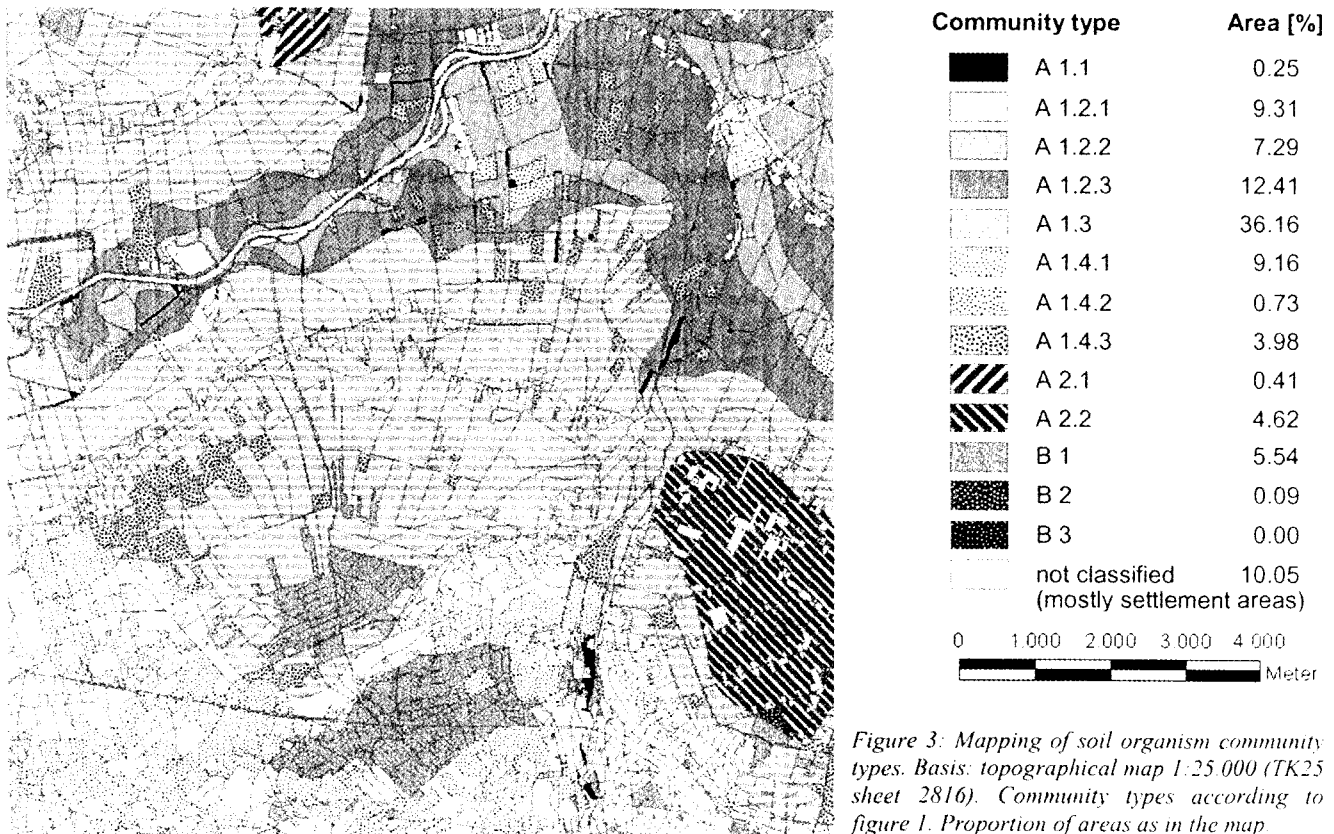 Community type Area [%]
A 1.1 0.25
A 1.2.1 9.31
A 1.2.2 7.29
A 1.2.3 12.41
A 1.3 36.16
A 1.4.1 9.16
A 1.4.2 0.73
A 1.4.3 3.98
A 2.1 0.41
A 2.2 4.62
B 1 5.54
B 2 0.09
B 3 0.00
not classified 10.05
(mostly settlement areas)
0 1.000 2.000 3.000 4.000
Meter
Figure 3: Mapping of soil organism community
types. Basis: topographical map 1:25.000 (TK25
sheet 2816). Community types according to
figure 1. Proportion of areas as in the map.